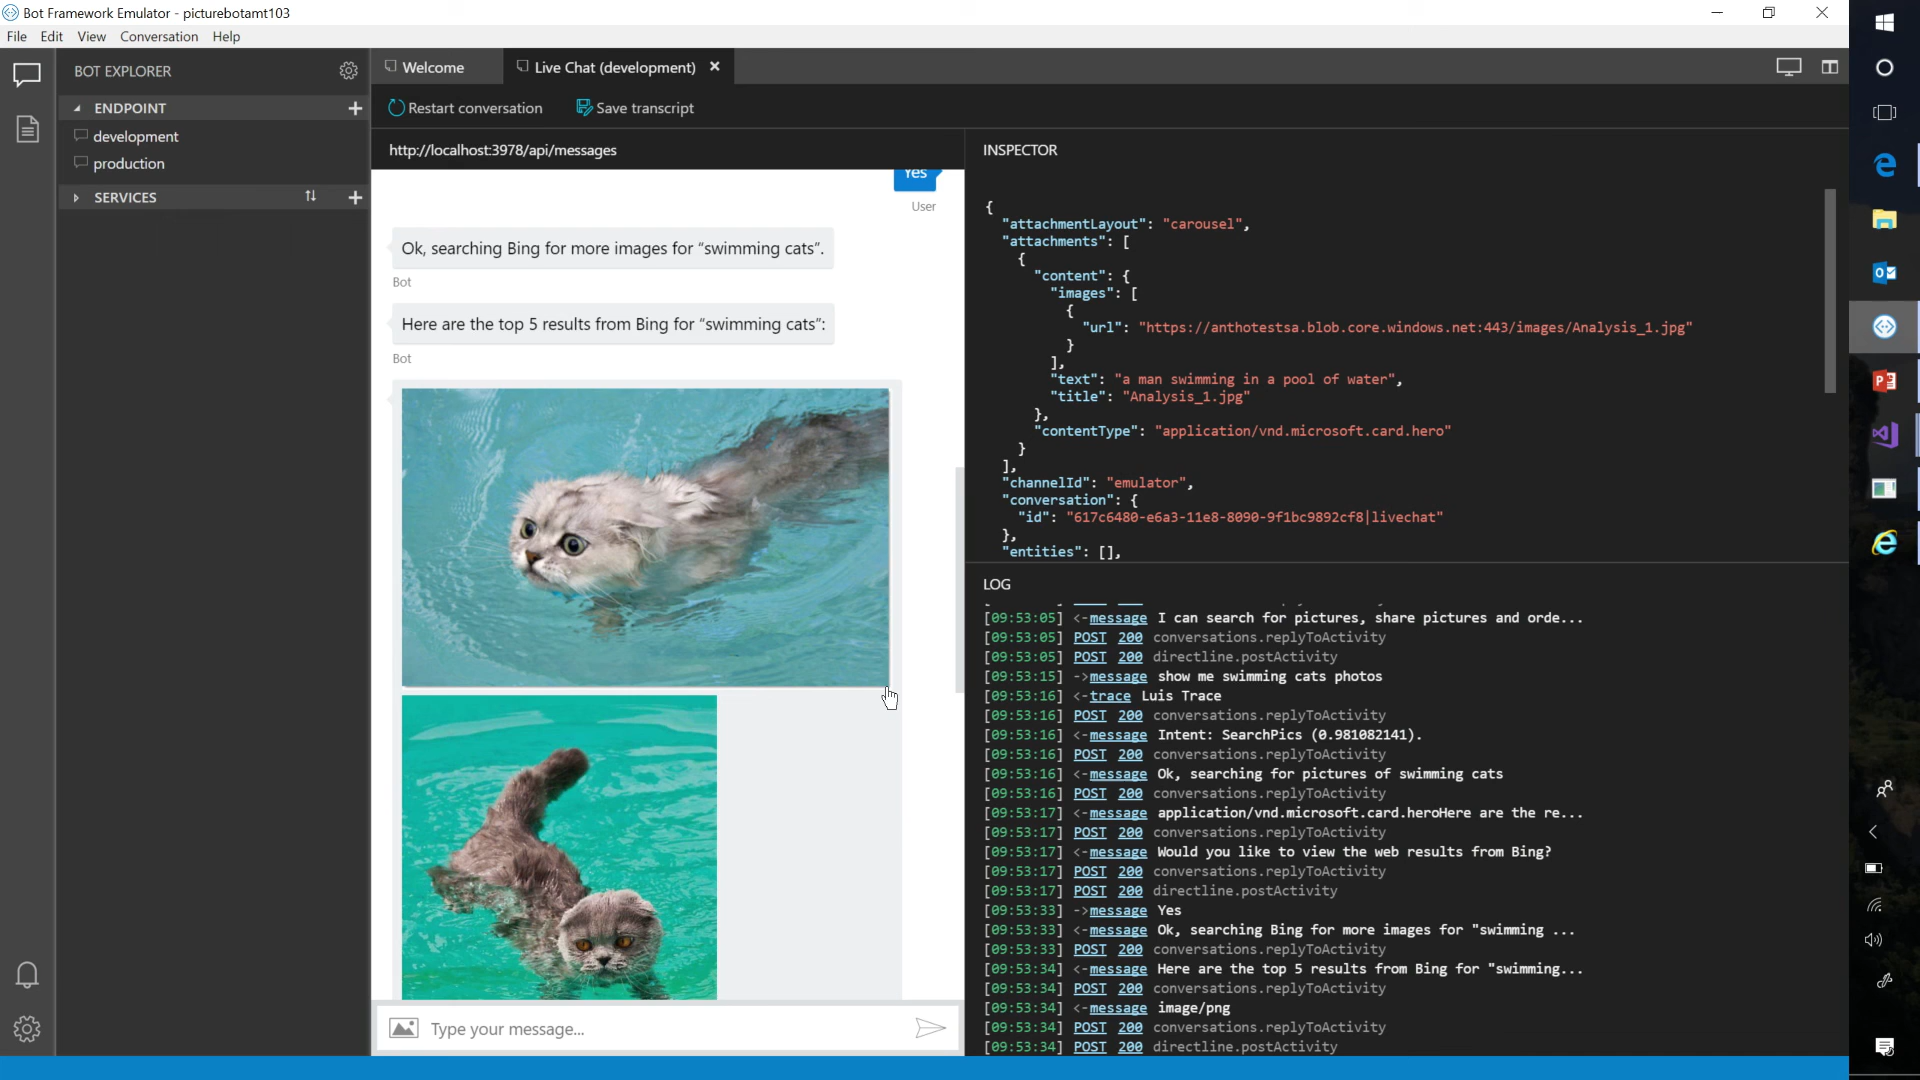 Bot Framework Emulator - picturebotamt103
File Edit View Conversation Help
BOT EXPLORER
ENDPOINT
development
production
SERVICES
Welcome
Live Chat (development)
Restart conversation
Save transcript
http://localhost:3978/api/messages
Yes
User
Ok, searching Bing for more images for “swimming cats”.
Bot
Here are the top 5 results from Bing for “swimming cats”:
Bot
Type your message...
INSPECTOR
{
"attachmentLayout": "carousel",
"attachments": [
{
"content": {
"images": [
{
"url": "https://anthotestsa.blob.core.windows.net:443/images/Analysis_1.jpg"
}
],
"text": "a man swimming in a pool of water",
"title": "Analysis_1.jpg"
},
"contentType": "application/vnd.microsoft.card.hero"
}
],
"channelId": "emulator",
"conversation": {
"id": "617c6480-e6a3-11e8-8090-9f1bc9892cf8|livechat"
},
"entities": [],
LOG
[09:53:05] <-message I can search for pictures, share pictures and orde...
[09:53:05] POST 200 conversations.replyToActivity
[09:53:05] POST 200 directline.postActivity
[09:53:15] ->message show me swimming cats photos
[09:53:16] <-trace Luis Trace
[09:53:16] POST 200 conversations.replyToActivity
[09:53:16] <-message Intent: SearchPics (0.981082141).
[09:53:16] POST 200 conversations.replyToActivity
[09:53:16] <-message Ok, searching for pictures of swimming cats
[09:53:16] POST 200 conversations.replyToActivity
[09:53:17] <-message application/vnd.microsoft.card.heroHere are the re...
[09:53:17] POST 200 conversations.replyToActivity
[09:53:17] <-message Would you like to view the web results from Bing?
[09:53:17] POST 200 conversations.replyToActivity
[09:53:17] POST 200 directline.postActivity
[09:53:33] ->message Yes
[09:53:33] <-message Ok, searching Bing for more images for "swimming ...
[09:53:33] POST 200 conversations.replyToActivity
[09:53:34] <-message Here are the top 5 results from Bing for "swimming...
[09:53:34] POST 200 conversations.replyToActivity
[09:53:34] <-message image/png
[09:53:34] POST 200 conversations.replyToActivity
[09:53:34] POST 200 directline.postActivity